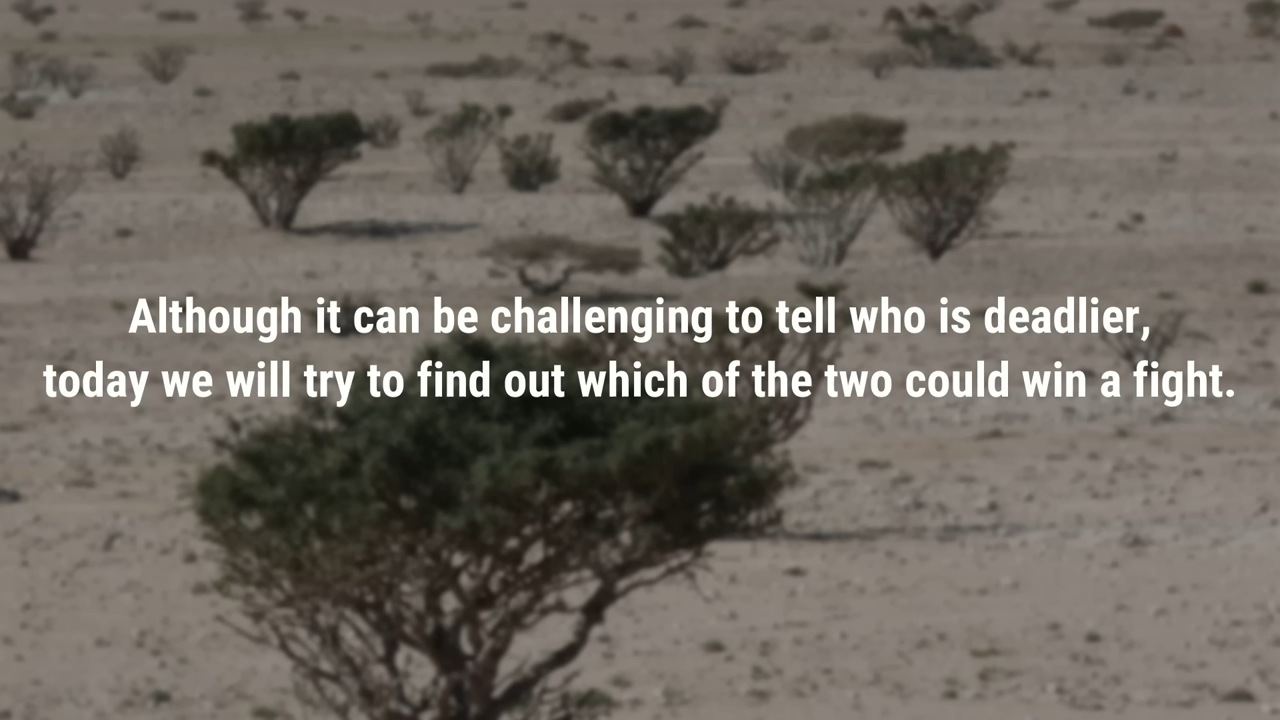 Although it can be challenging to tell who is deadlier,
today we will try to find out which of the two could win a fight.